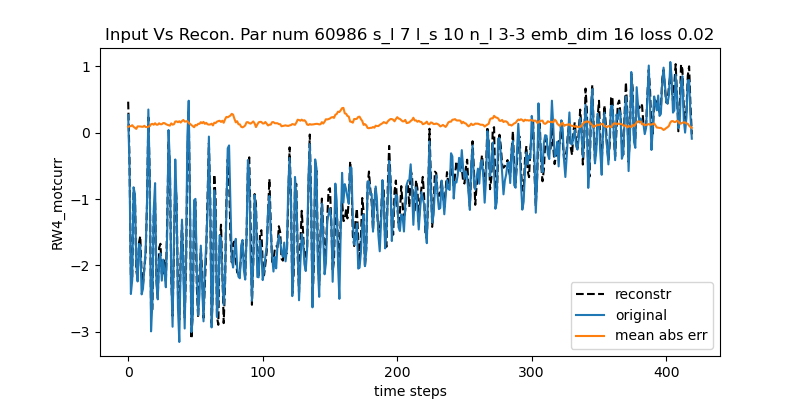 Input Vs Recon. Par num 60986 s_l 7 l_s 10 n_l 3-3 emb_dim 16 loss 0.02
1
0
−1
−2
−3
RW4_motcurr
reconstr
original
mean abs err
0
100
200
300
400
time steps